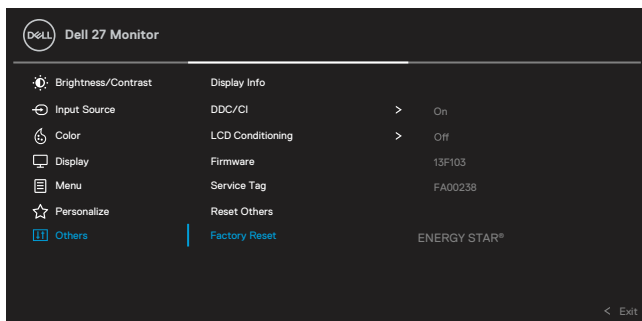 DELL Dell 27 Monitor
Brightness/Contrast Display Info
Input Source DDC/CI > On
Color LCD Conditioning > Off
Display Firmware 13F103
Menu Service Tag FA00238
Personalize Reset Others
Others Factory Reset ENERGY STAR®
< Exit